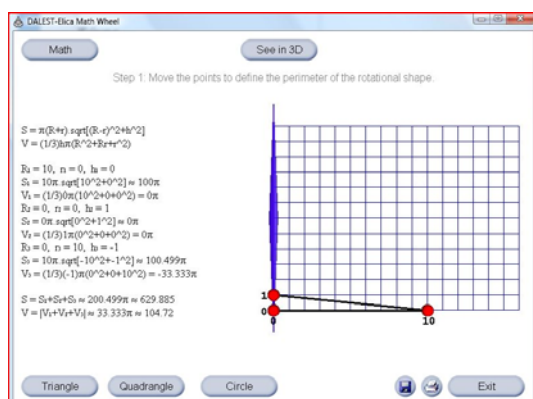 DALEST-Elica Math Wheel
Math
See in 3D
Step 1: Move the points to define the perimeter of the rotational shape.
S = π(R+r).sqrt[(R-r)^2+h^2]
V = (1/3)hπ(R^2+Rr+r^2)
R₁ = 10, r₁ = 0, h₁ = 0
S₁ = 10π.sqrt[10^2+0^2] ≈ 100π
V₁ = (1/3)0π(10^2+0+0^2) = 0π
R₂ = 0, r₂ = 0, h₂ = 1
S₂ = 0π.sqrt[0^2+1^2] ≈ 0π
V₂ = (1/3)1π(0^2+0+0^2) = 0π
R₃ = 0, r₃ = 10, h₃ = -1
S₃ = 10π.sqrt[-10^2+-1^2] ≈ 100.499π
V₃ = (1/3)(-1)π(0^2+0+10^2) = -33.333π
S = S₁+S₂+S₃ ≈ 200.499π ≈ 629.885
V = |V₁+V₂+V₃| ≈ 33.333π ≈ 104.72
1
0
0
10
Triangle
Quadrangle
Circle
Exit